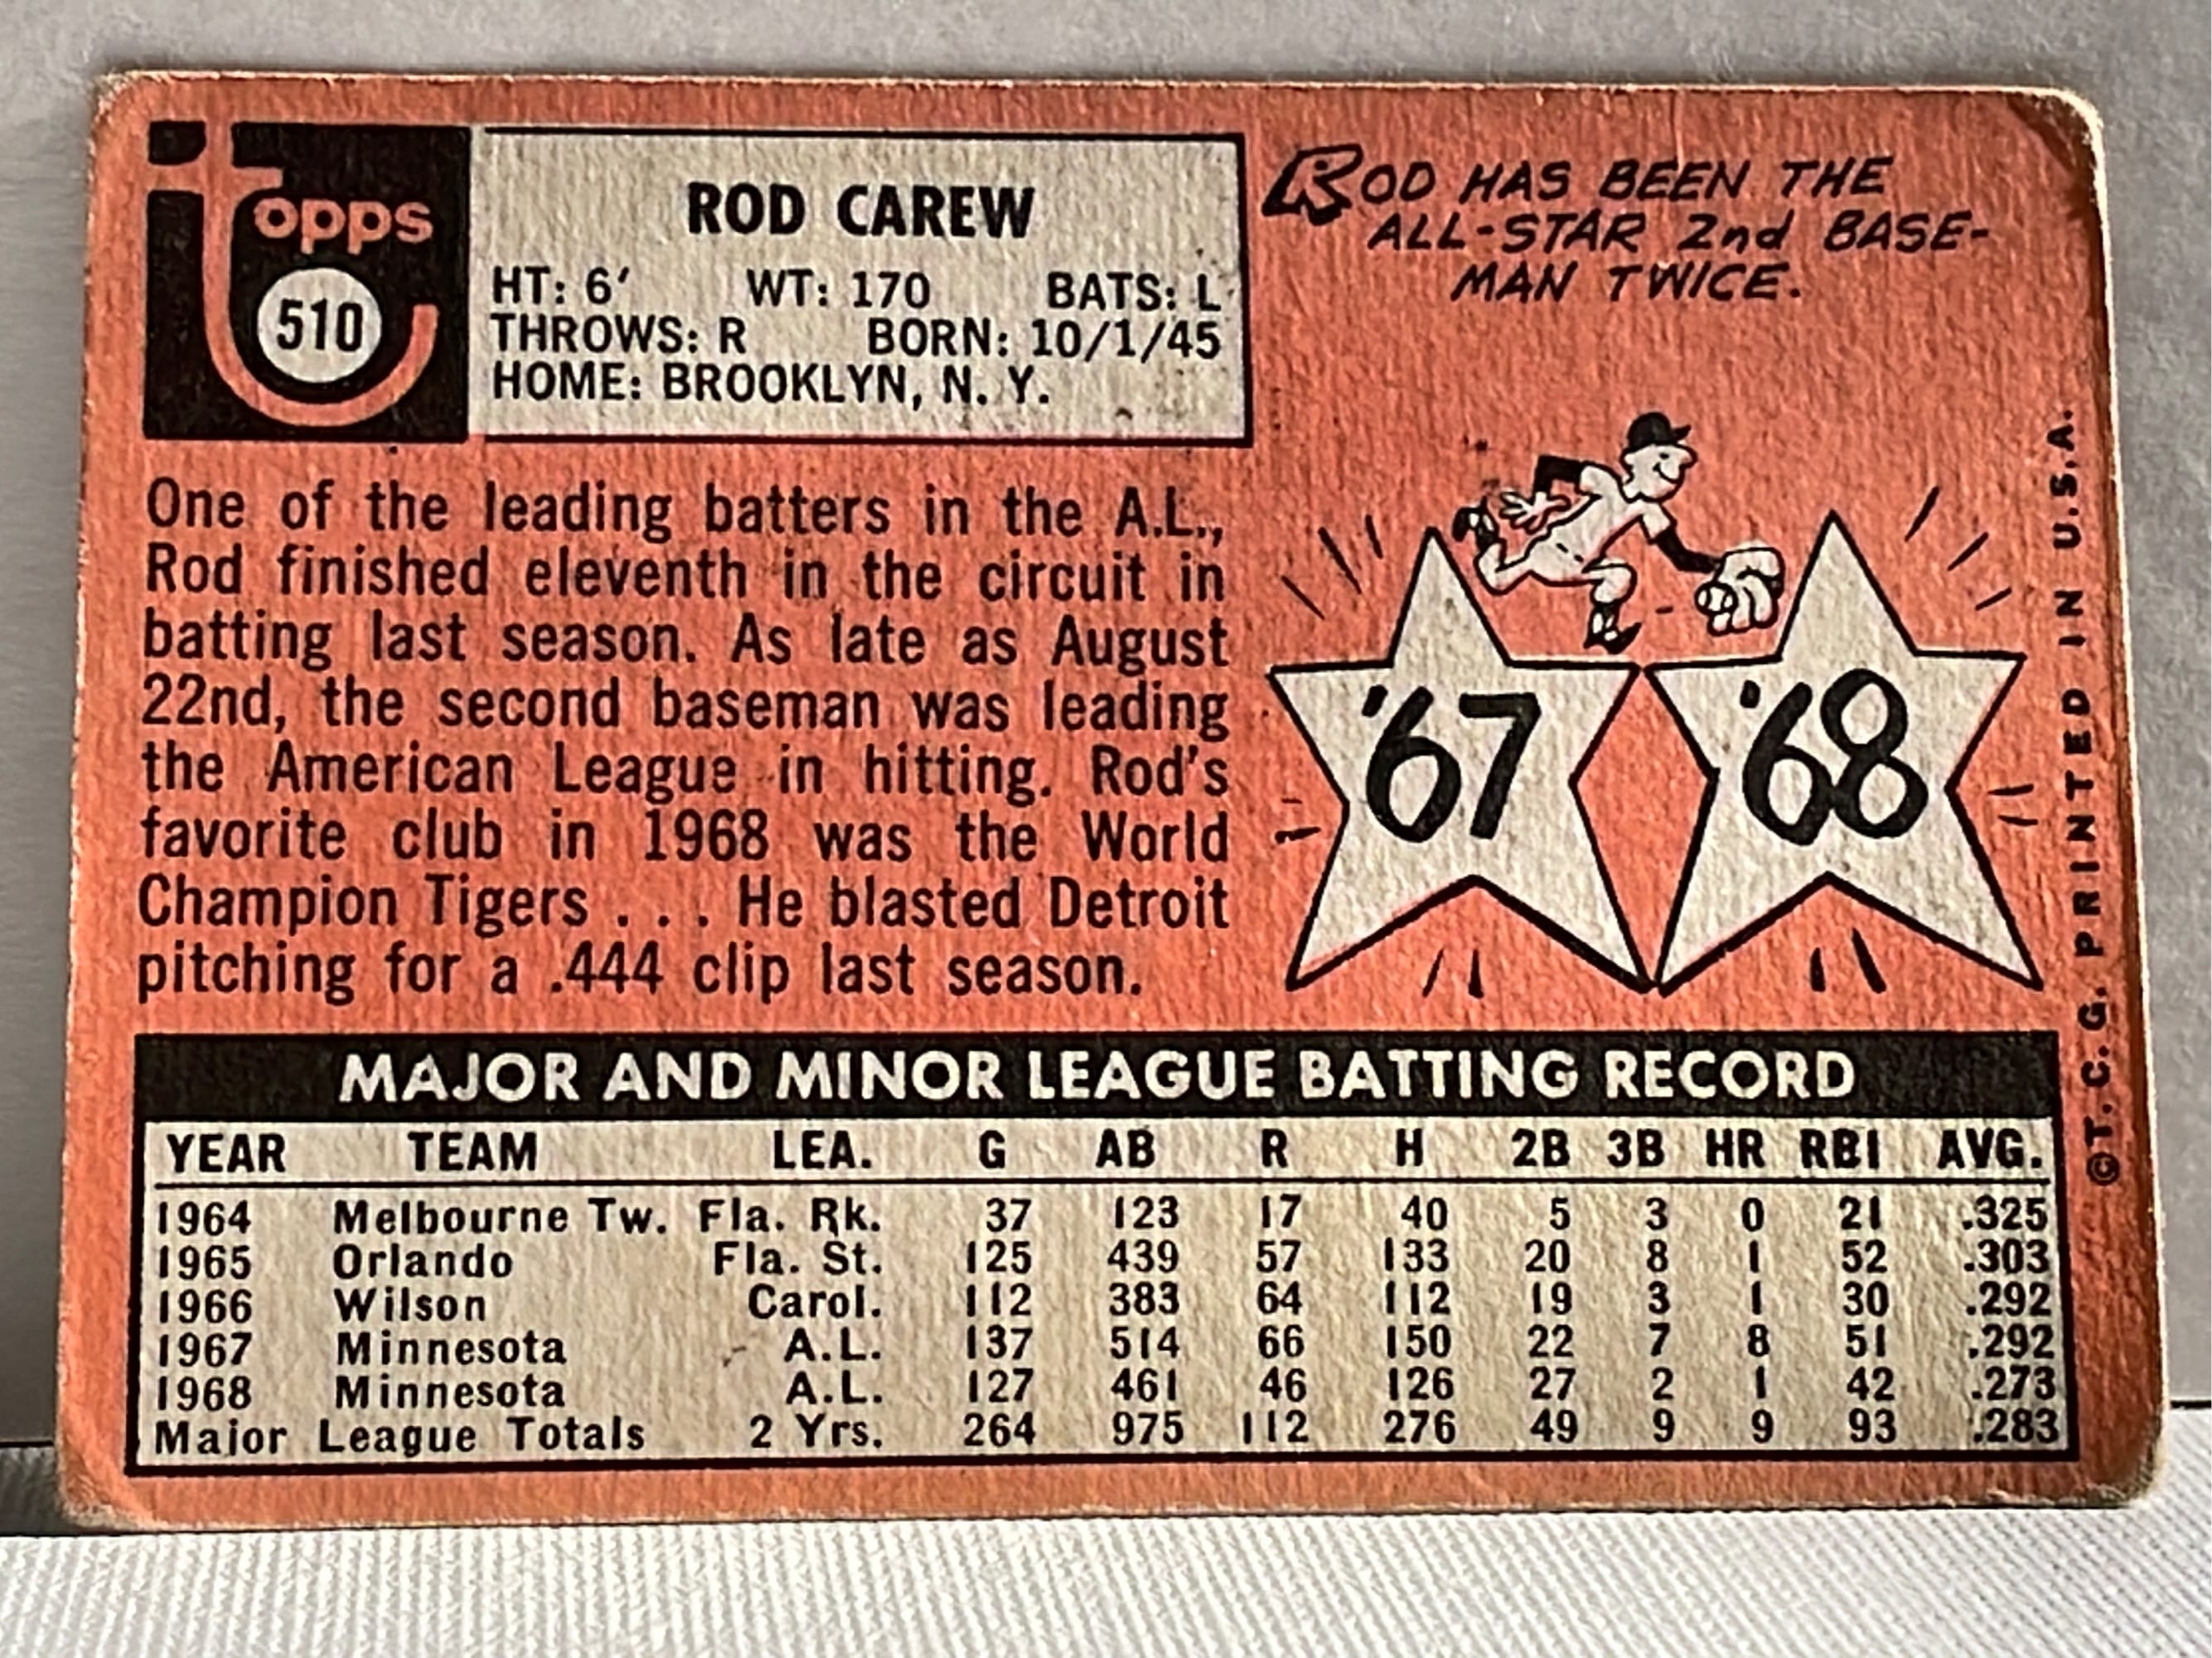 Topps
510
ROD CAREW
HT: 6' WT: 170 BATS: L
THROWS: R BORN: 10/1/45
HOME: BROOKLYN, N. Y.
One of the leading batters in the A.L.,
Rod finished eleventh in the circuit in
batting last season. As late as August
22nd, the second baseman was leading
the American League in hitting. Rod's
favorite club in 1968 was the World
Champion Tigers . . . He blasted Detroit
pitching for a .444 clip last season.
ROD HAS BEEN THE
ALL-STAR 2nd BASE-
MAN TWICE.
'67 '68
©T. C. G. PRINTED IN U.S.A.
MAJOR AND MINOR LEAGUE BATTING RECORD
YEAR TEAM LEA. G AB R H 2B 3B HR RBI AVG.
1964 Melbourne Tw. Fla. Rk. 37 123 17 40 5 3 0 21 .325
1965 Orlando Fla. St. 125 439 57 133 20 8 1 52 .303
1966 Wilson Carol. 112 383 64 112 19 3 1 30 .292
1967 Minnesota A.L. 137 514 66 150 22 7 8 51 .292
1968 Minnesota A.L. 127 461 46 126 27 2 1 42 .273
Major League Totals 2 Yrs. 264 975 112 276 49 9 9 93 .283